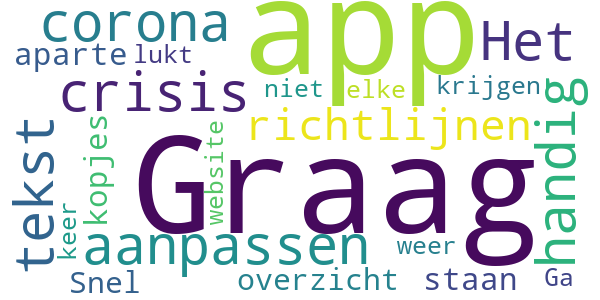 corona
app
Het
aparte
lukt
crisis
niet
elke
krijgen
richtlijnen
handig
tekst
kopjes
website
Graag
keer
aanpassen
weer
Snel
overzicht
staan
Ga